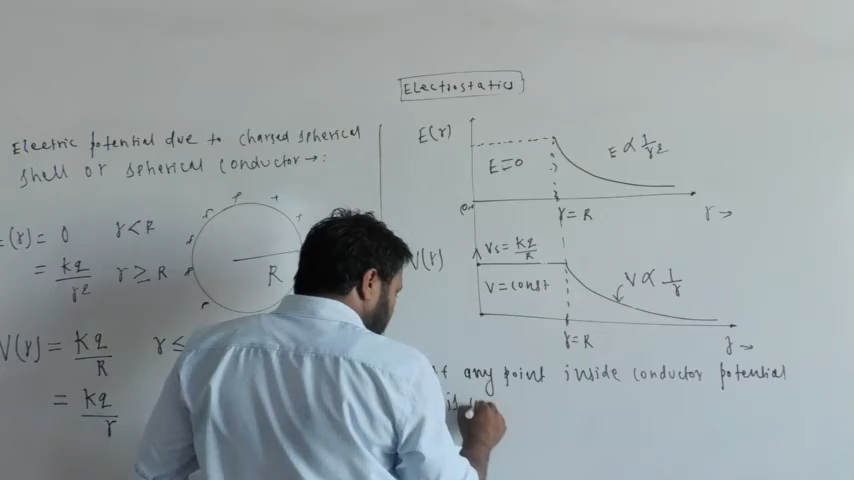 Electrostatics
Electric potential due to charged spherical
shell or spherical conductor →:
E(r) = 0 r < R
= kq/r² r ≥ R
R
V(r) = kq/R r ≤
= kq/r
E(r)
E=0
E ∝ 1/r²
r = R
r →
V(r)
Vs = kq/R
V = const
V ∝ 1/r
r = R
r →
any point inside conductor potential
is